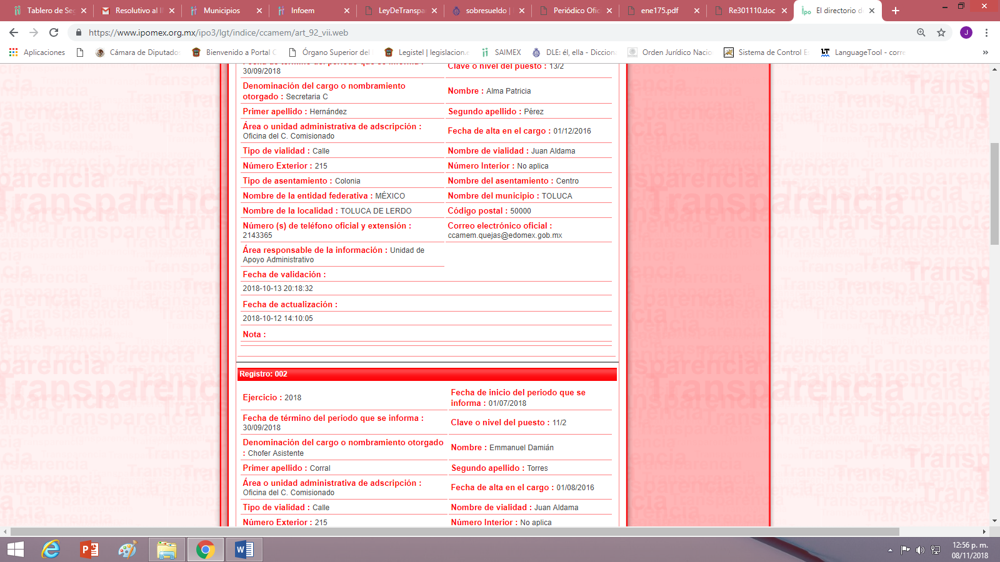 Tablero de Seg
Resolutivo al I
Municipios
Infoem
LeyDeTranspa
sobresueldo |
Periódico Ofic
ene175.pdf
Re301110.doc
El directorio d
https://www.ipomex.org.mx/ipo3/lgt/indice/ccamem/art_92_vii.web
Aplicaciones
Cámara de Diputados
Bienvenido a Portal C
Órgano Superior del
Legistel | legislacion.e
SAIMEX
DLE: él, ella - Diccion
Orden Jurídico Nacio
Sistema de Control Es
LanguageTool - corre
Fecha de término del periodo que se informa :
30/09/2018
Clave o nivel del puesto : 13/2
Denominación del cargo o nombramiento
otorgado : Secretaria C
Nombre : Alma Patricia
Primer apellido : Hernández
Segundo apellido : Pérez
Área o unidad administrativa de adscripción :
Oficina del C. Comisionado
Fecha de alta en el cargo : 01/12/2016
Tipo de vialidad : Calle
Nombre de vialidad : Juan Aldama
Número Exterior : 215
Número Interior : No aplica
Tipo de asentamiento : Colonia
Nombre del asentamiento : Centro
Nombre de la entidad federativa : MÉXICO
Nombre del municipio : TOLUCA
Nombre de la localidad : TOLUCA DE LERDO
Código postal : 50000
Número (s) de teléfono oficial y extensión :
2143365
Correo electrónico oficial :
ccamem.quejas@edomex.gob.mx
Área responsable de la información : Unidad de
Apoyo Administrativo
Fecha de validación :
2018-10-13 20:18:32
Fecha de actualización :
2018-10-12 14:10:05
Nota :
Registro: 002
Ejercicio : 2018
Fecha de inicio del periodo que se
informa : 01/07/2018
Fecha de término del periodo que se informa :
30/09/2018
Clave o nivel del puesto : 11/2
Denominación del cargo o nombramiento otorgado
: Chofer Asistente
Nombre : Emmanuel Damián
Primer apellido : Corral
Segundo apellido : Torres
Área o unidad administrativa de adscripción :
Oficina del C. Comisionado
Fecha de alta en el cargo : 01/08/2016
Tipo de vialidad : Calle
Nombre de vialidad : Juan Aldama
Número Exterior : 215
Número Interior : No aplica
12:56 p. m.
08/11/2018